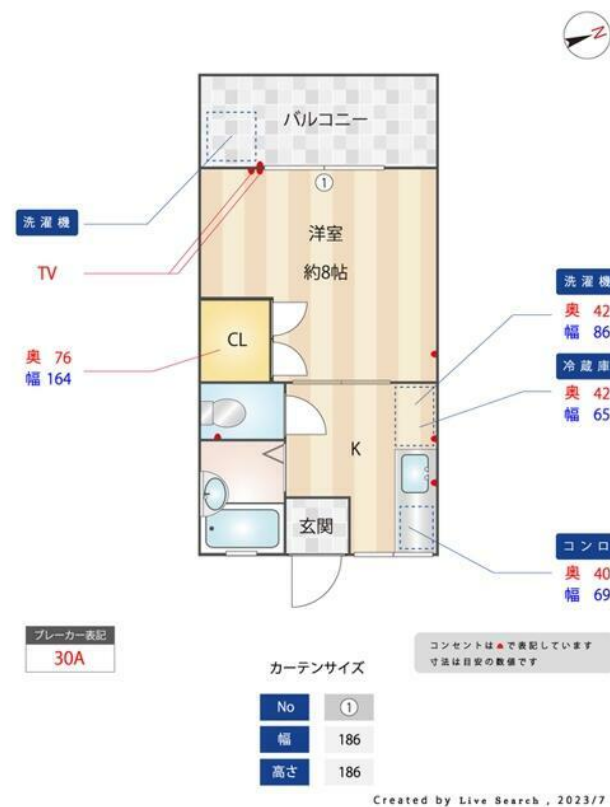 N
バルコニー
①
洗濯機
洋室
約8帖
TV
洗濯機
奥 42
幅 86
CL
奥 76
幅 164
冷蔵庫
奥 42
幅 65
K
玄関
コンロ
奥 40
幅 69
ブレーカー表記
30A
コンセントは▲で表記しています
寸法は目安の数値です
カーテンサイズ
No ①
幅 186
高さ 186
Created by Live Search , 2023/7